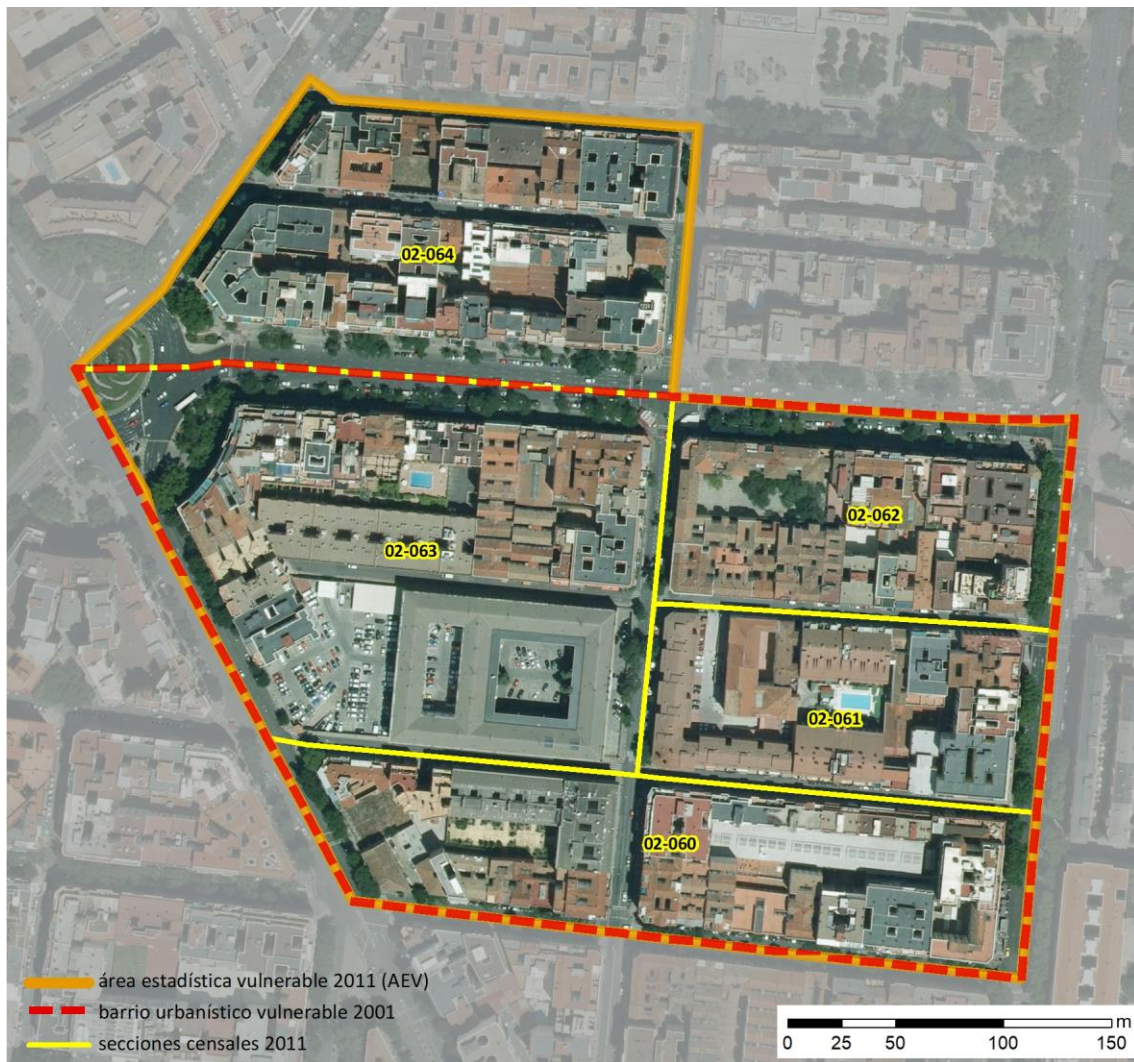 02-064
02-062
02-063
02-061
02-060
área estadística vulnerable 2011 (AEV)
barrio urbanístico vulnerable 2001
secciones censales 2011
m
0 25 50 100 150